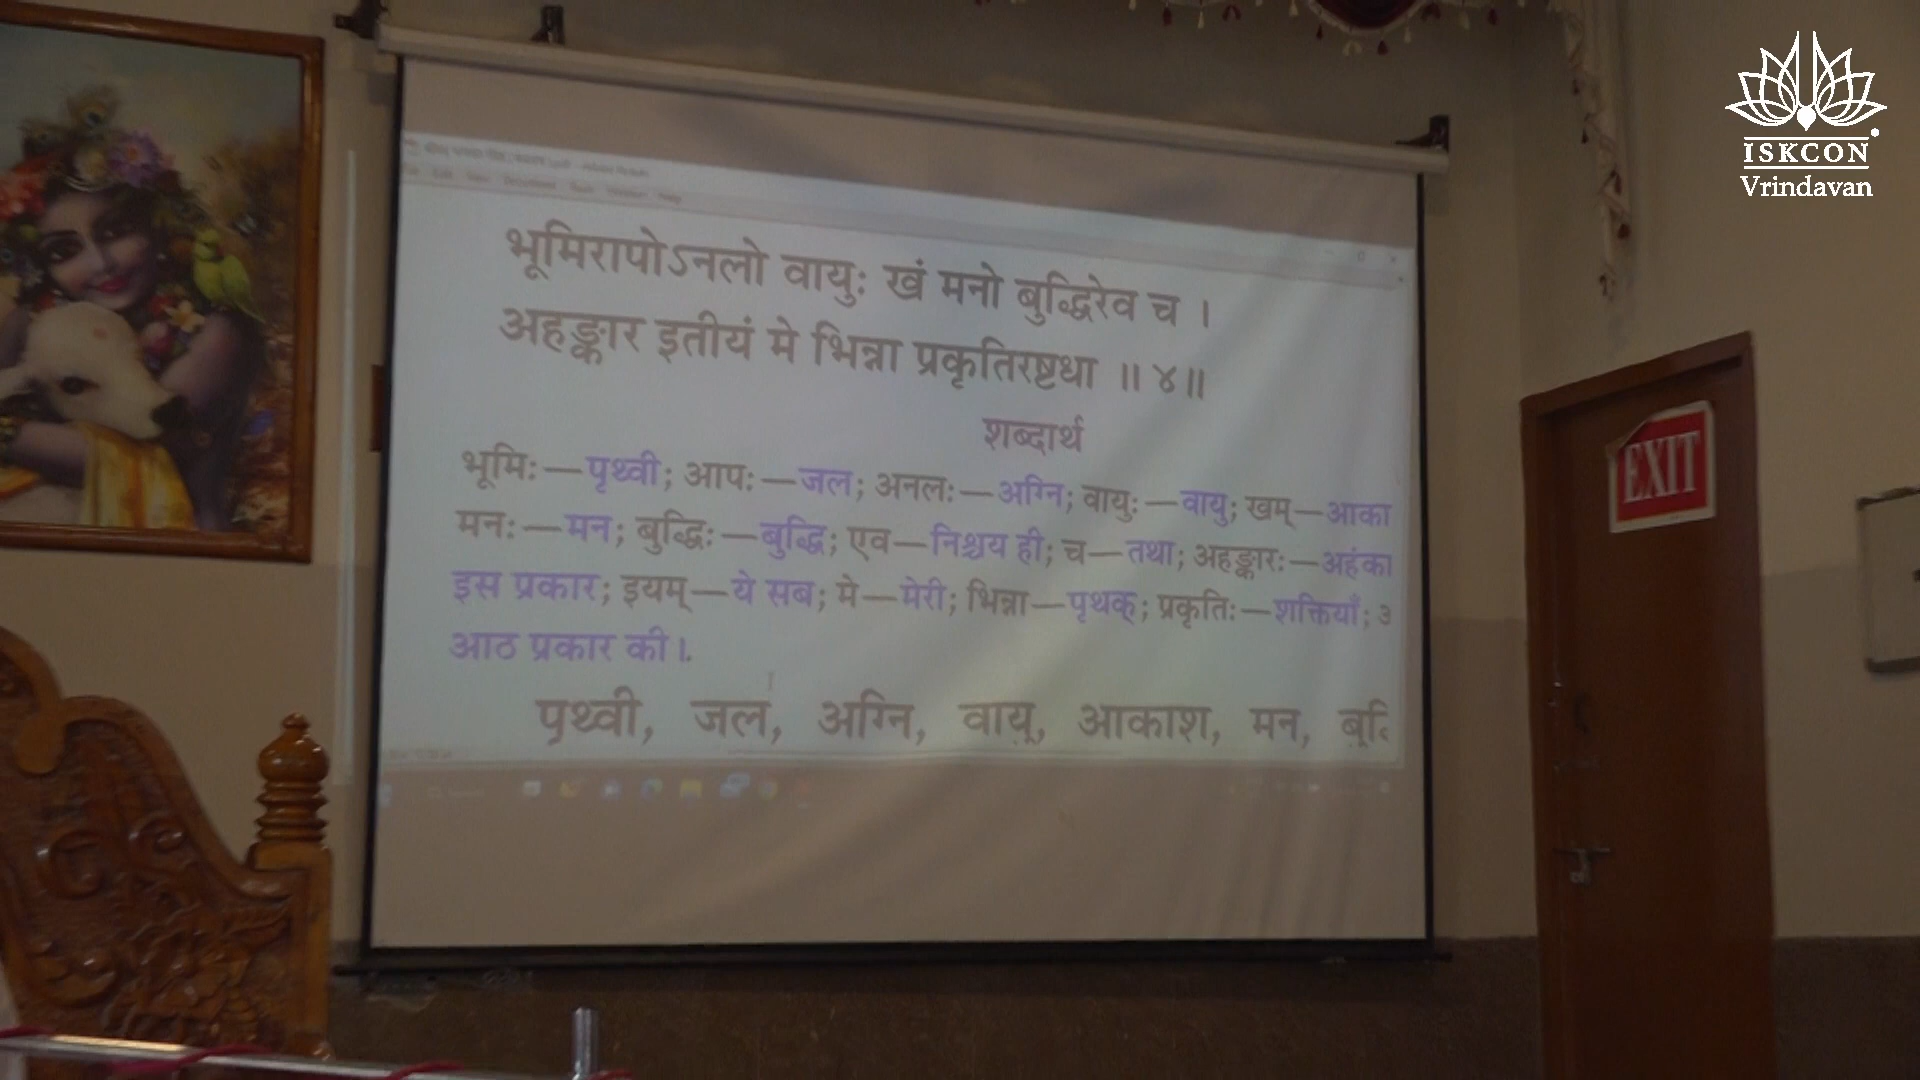 ISKCON
Vrindavan
भूमिरापोऽनलो वायुः खं मनो बुद्धिरेव च ।
अहङ्कार इतीयं मे भिन्ना प्रकृतिरष्टधा ॥ ४॥
शब्दार्थ
भूमिः—पृथ्वी; आपः—जल; अनलः—अग्नि; वायुः—वायु; खम्—आका
मनः—मन; बुद्धिः—बुद्धि; एव—निश्चय ही; च—तथा; अहङ्कारः—अहंका
इस प्रकार; इयम्—ये सब; मे—मेरी; भिन्ना—पृथक्; प्रकृतिः—शक्तियाँ;
आठ प्रकार की।
पृथ्वी, जल, अग्नि, वायु, आकाश, मन,
EXIT